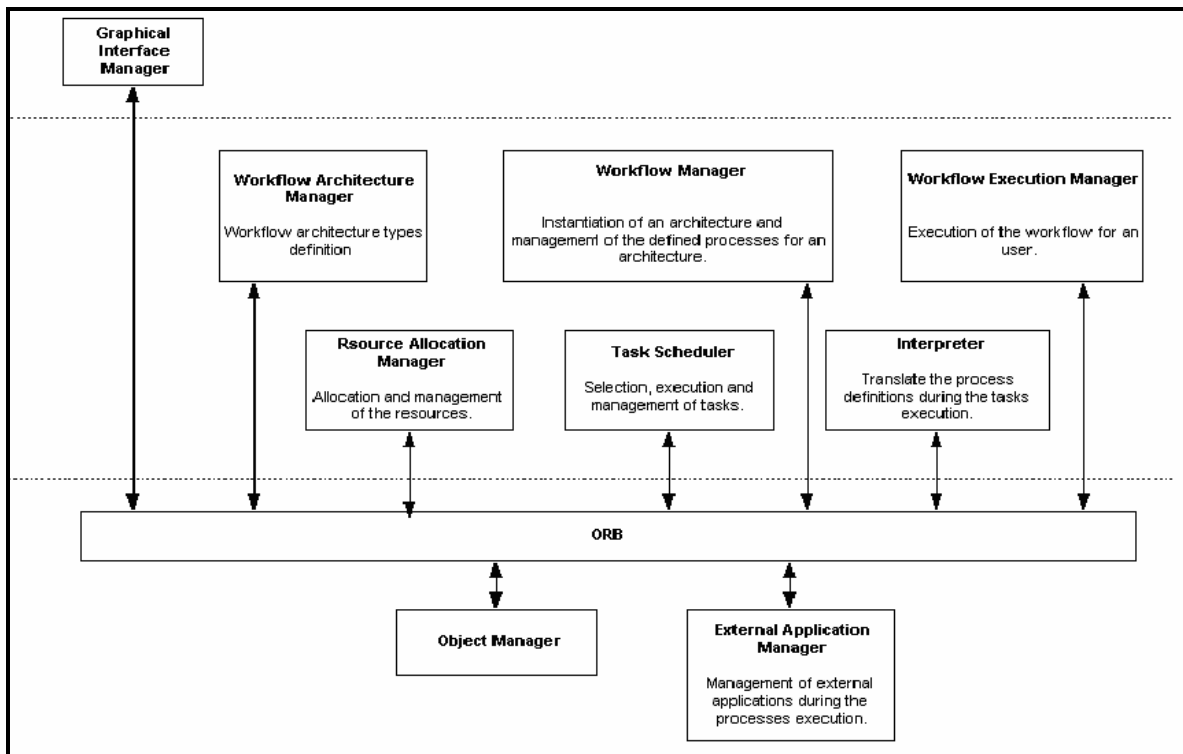 Graphical
Interface
Manager
Workflow Architecture
Manager
Workflow architecture types
definition
Workflow Manager
Instantiation of an architecture and
management of the defined processes for an
architecture.
Workflow Execution Manager
Execution of the workflow for an
user.
Rsource Allocation
Manager
Allocation and management
of the resources.
Task Scheduler
Selection, execution and
management of tasks.
Interpreter
Translate the process
definitions during the tasks
execution.
ORB
Object Manager
External Application
Manager
Management of external
applications during the
processes execution.